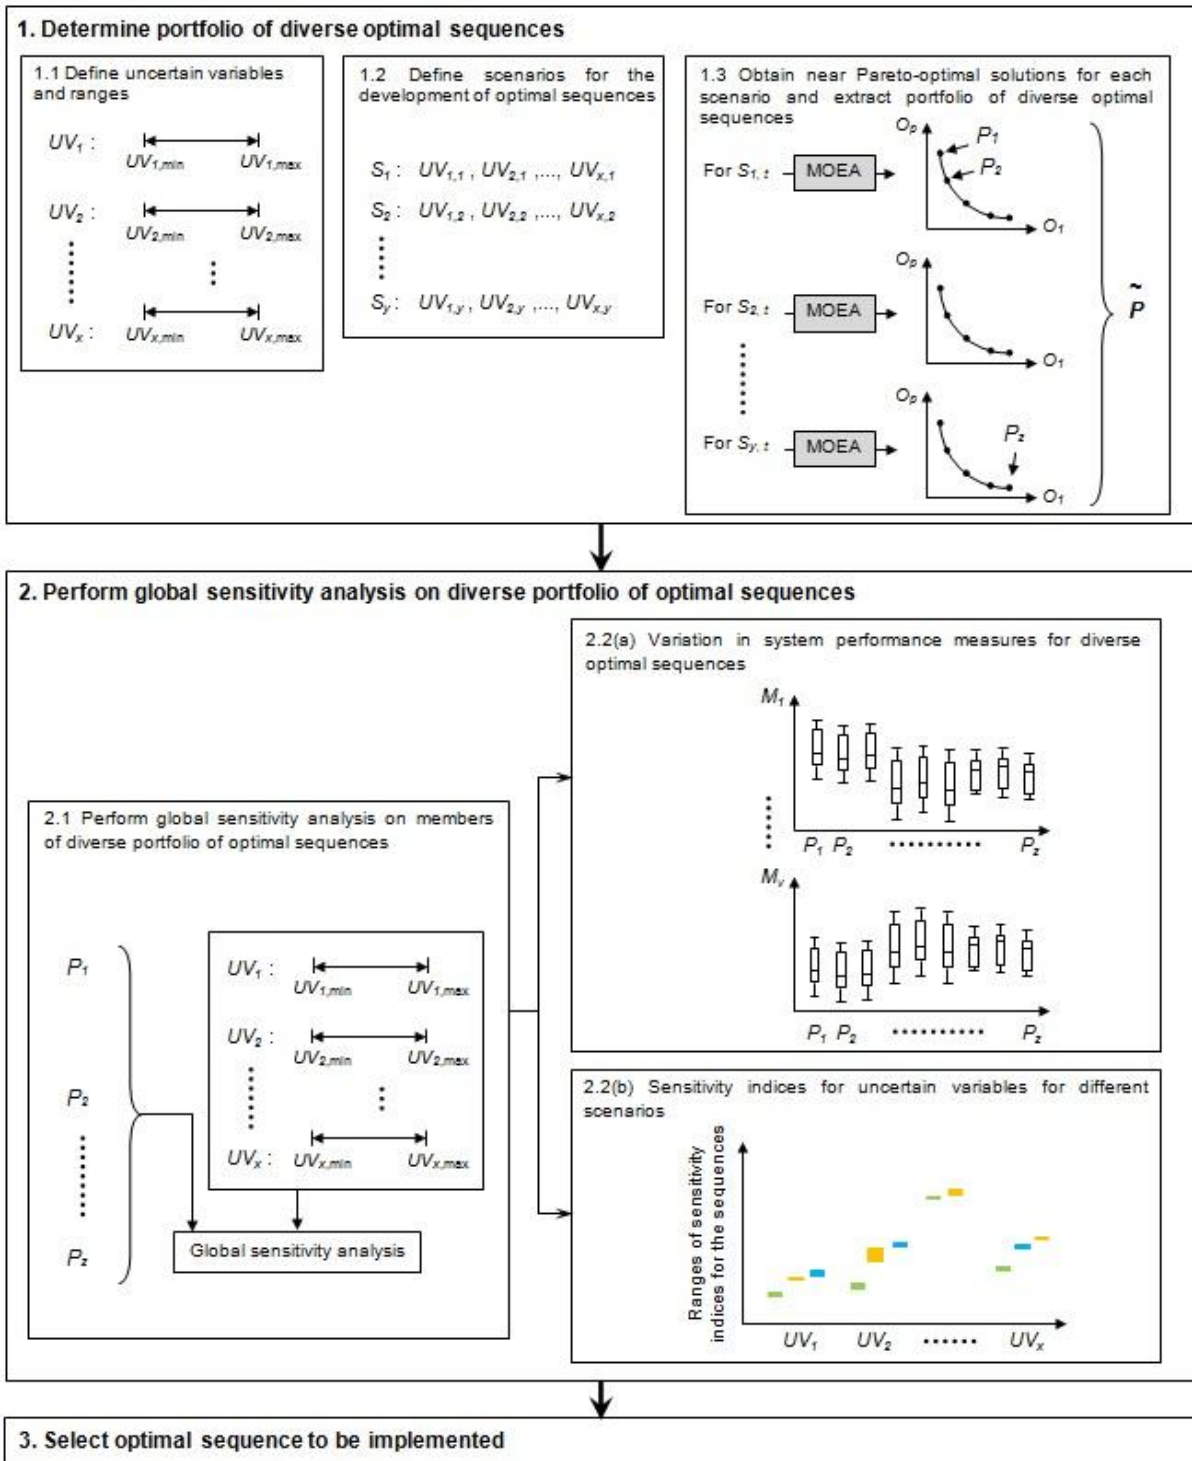 1. Determine portfolio of diverse optimal sequences
1.1 Define uncertain variables
and ranges
UV1 :
UV1,min UV1,max
UV2 :
UV2,min UV2,max
UVx :
UVx,min UVx,max
1.2 Define scenarios for the
development of optimal sequences
S1 : UV1,1 , UV2,1 ,..., UVx,1
S2 : UV1,2 , UV2,2 ,..., UVx,2
Sy : UV1,y , UV2,y ,..., UVx,y
1.3 Obtain near Pareto-optimal solutions for each
scenario and extract portfolio of diverse optimal
sequences
Op
P1
P2
For S1, t
MOEA
O1
Op
For S2, t
MOEA
O1
Op
Pz
For Sy, t
MOEA
O1
P̃
2. Perform global sensitivity analysis on diverse portfolio of optimal sequences
2.1 Perform global sensitivity analysis on members
of diverse portfolio of optimal sequences
P1
P2
Pz
UV1 :
UV1,min UV1,max
UV2 :
UV2,min UV2,max
UVx :
UVx,min UVx,max
Global sensitivity analysis
2.2(a) Variation in system performance measures for diverse
optimal sequences
M1
P1 P2 .......... Pz
Mv
P1 P2 .......... Pz
2.2(b) Sensitivity indices for uncertain variables for different
scenarios
Ranges of sensitivity
indices for the sequences
UV1 UV2 ...... UVx
3. Select optimal sequence to be implemented